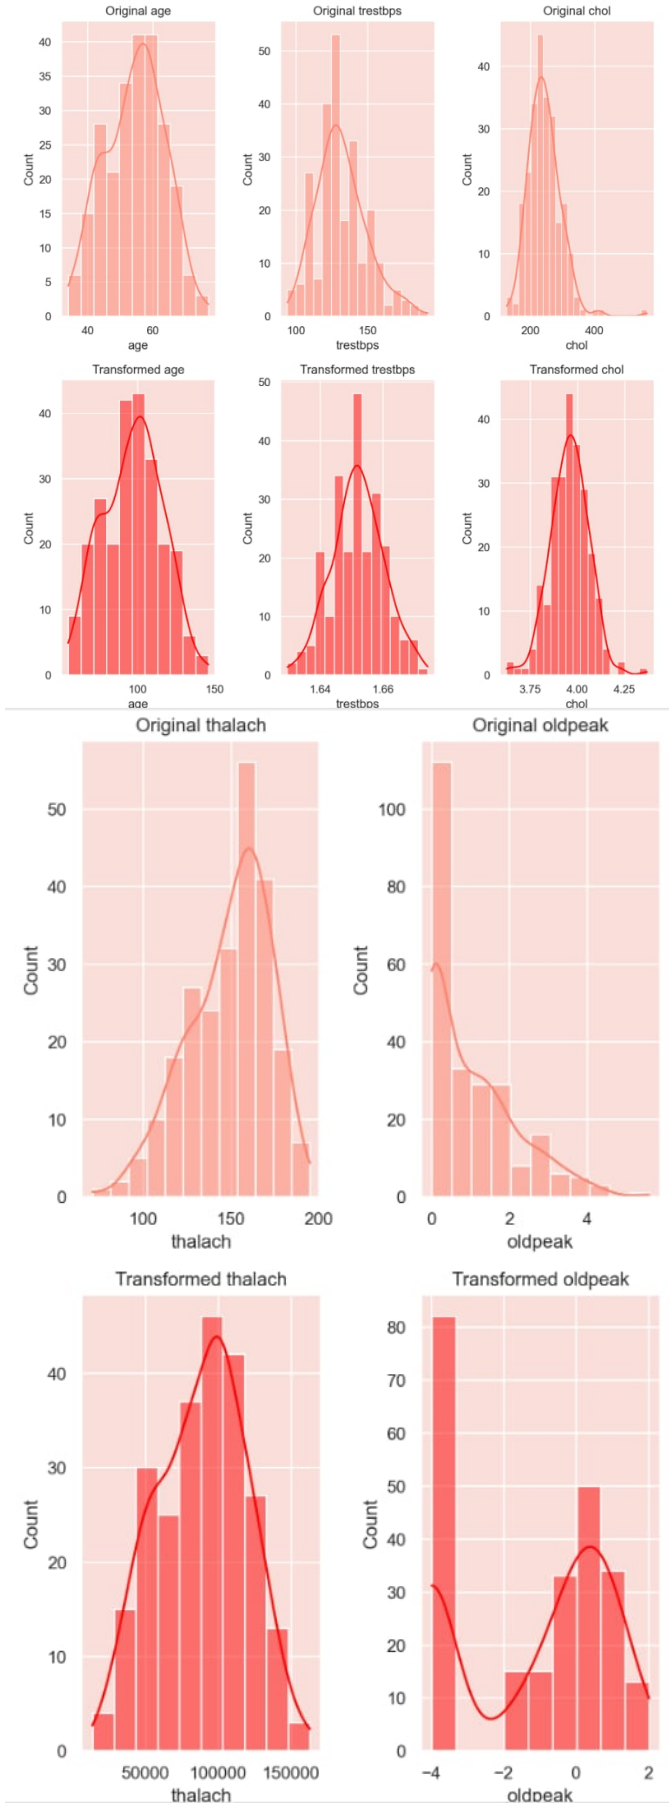 Original age
Original trestbps
Original chol
40
35
30
25
20
15
10
5
0
Count
40
60
age
50
40
30
20
10
0
Count
100
150
trestbps
40
30
20
10
0
Count
200
400
chol
Transformed age
Transformed trestbps
Transformed chol
40
30
20
10
0
Count
100
150
age
50
40
30
20
10
0
Count
1.64
1.66
trestbps
40
30
20
10
0
Count
3.75
4.00
4.25
chol
Original thalach
Original oldpeak
50
40
30
20
10
0
Count
100
150
200
thalach
100
80
60
40
20
0
Count
0
2
4
oldpeak
Transformed thalach
Transformed oldpeak
40
30
20
10
0
Count
50000
100000
150000
thalach
80
70
60
50
40
30
20
10
0
Count
−4
−2
0
2
oldpeak